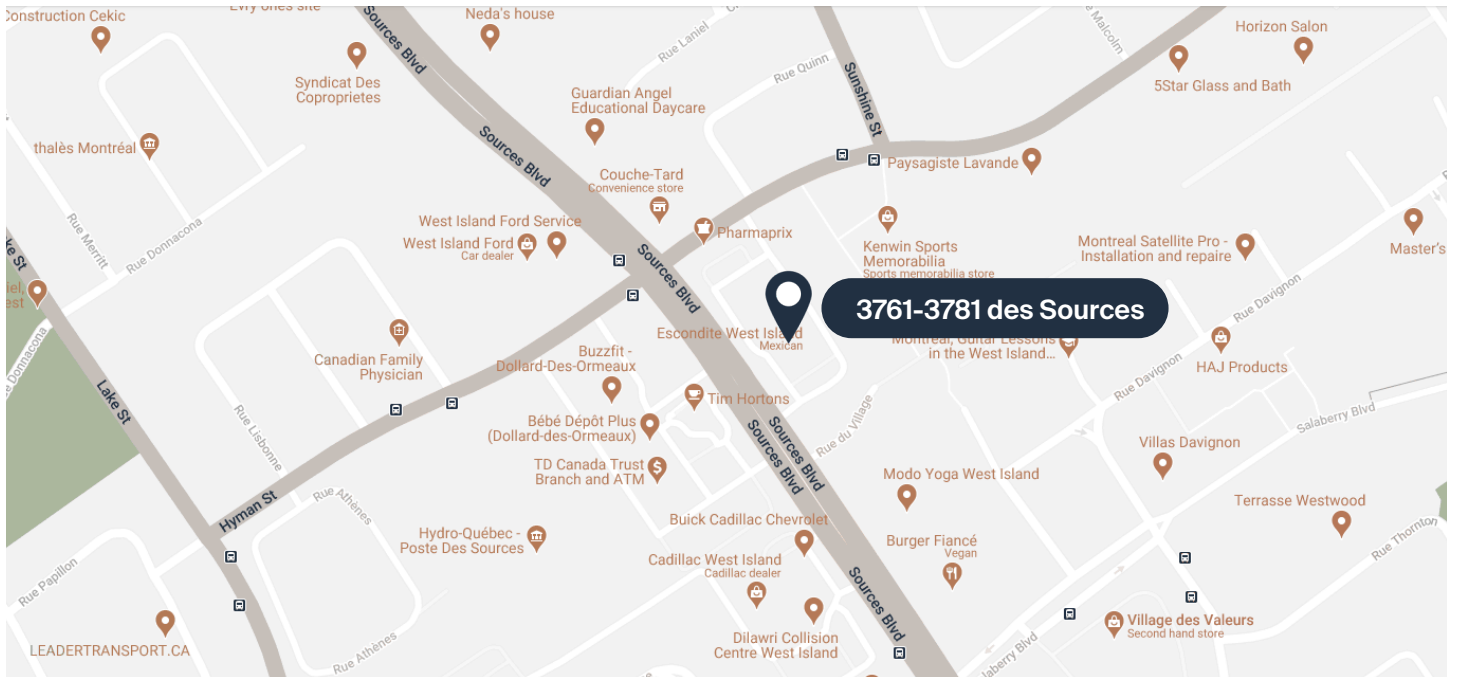 Construction Cekic
Neda's house
Sources Blvd
Syndicat Des
Coproprietes
Rue Laniel
Rue Quinn
Sunshine St
Malcolm
Horizon Salon
5Star Glass and Bath
Guardian Angel
Educational Daycare
thalès Montréal
Sources Blvd
Couche-Tard
Convenience store
Paysagiste Lavande
Rue Merritt
Rue Donnacona
West Island Ford Service
West Island Ford
Car dealer
Pharmaprix
Kenwin Sports
Memorabilia
Sports memorabilia store
Montreal Satellite Pro -
Installation and repaire
Master's
Sources Blvd
Rue Davignon
3761-3781 des Sources
Escondite West Island
Mexican
Montreal, Guitar Lessons
in the West Island...
Canadian Family
Physician
Buzzfit -
Dollard-Des-Ormeaux
HAJ Products
Rue Davignon
Donnacona
Lake St
Tim Hortons
Bébé Dépôt Plus
(Dollard-des-Ormeaux)
Rue du Village
Salaberry Blvd
Rue Lisbonne
Sources Blvd
Sources Blvd
Villas Davignon
TD Canada Trust
Branch and ATM
Modo Yoga West Island
Hyman St
Rue Athènes
Terrasse Westwood
Buick Cadillac Chevrolet
Hydro-Québec -
Poste Des Sources
Burger Fiancé
Vegan
Rue Thornton
Rue Papillon
Cadillac West Island
Cadillac dealer
Sources Blvd
Village des Valeurs
Second hand store
LEADERTRANSPORT.CA
Rue Athènes
Dilawri Collision
Centre West Island
laberry Blvd